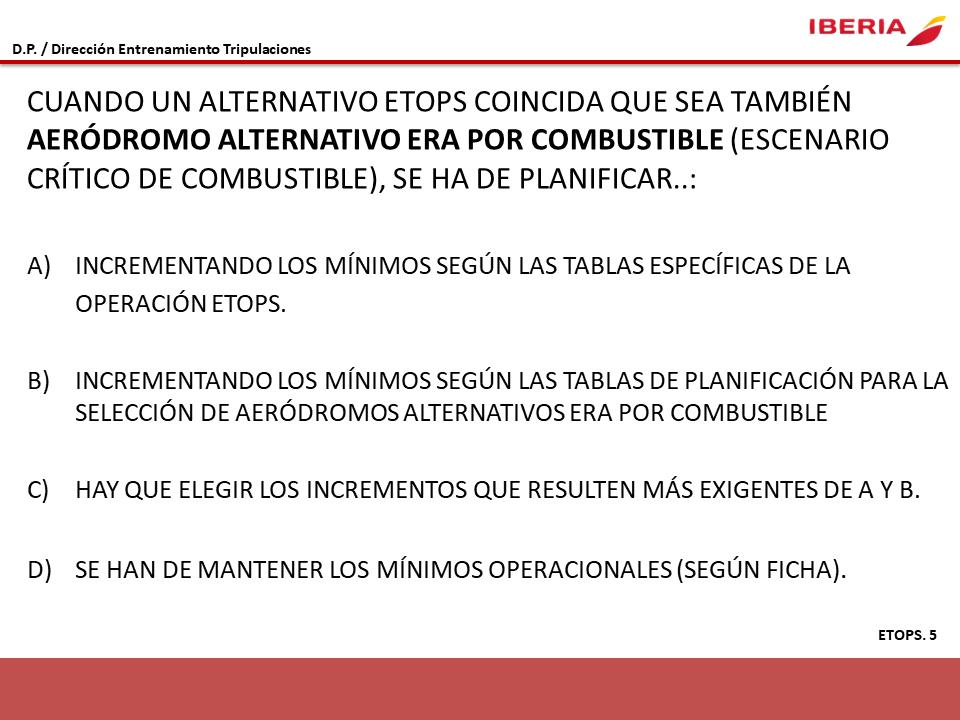 IBERIA
D.P. / Dirección Entrenamiento Tripulaciones
CUANDO UN ALTERNATIVO ETOPS COINCIDA QUE SEA TAMBIÉN
AERÓDROMO ALTERNATIVO ERA POR COMBUSTIBLE (ESCENARIO
CRÍTICO DE COMBUSTIBLE), SE HA DE PLANIFICAR..:
A) INCREMENTANDO LOS MÍNIMOS SEGÚN LAS TABLAS ESPECÍFICAS DE LA
OPERACIÓN ETOPS.
B) INCREMENTANDO LOS MÍNIMOS SEGÚN LAS TABLAS DE PLANIFICACIÓN PARA LA
SELECCIÓN DE AERÓDROMOS ALTERNATIVOS ERA POR COMBUSTIBLE
C) HAY QUE ELEGIR LOS INCREMENTOS QUE RESULTEN MÁS EXIGENTES DE A Y B.
D) SE HAN DE MANTENER LOS MÍNIMOS OPERACIONALES (SEGÚN FICHA).
ETOPS. 5